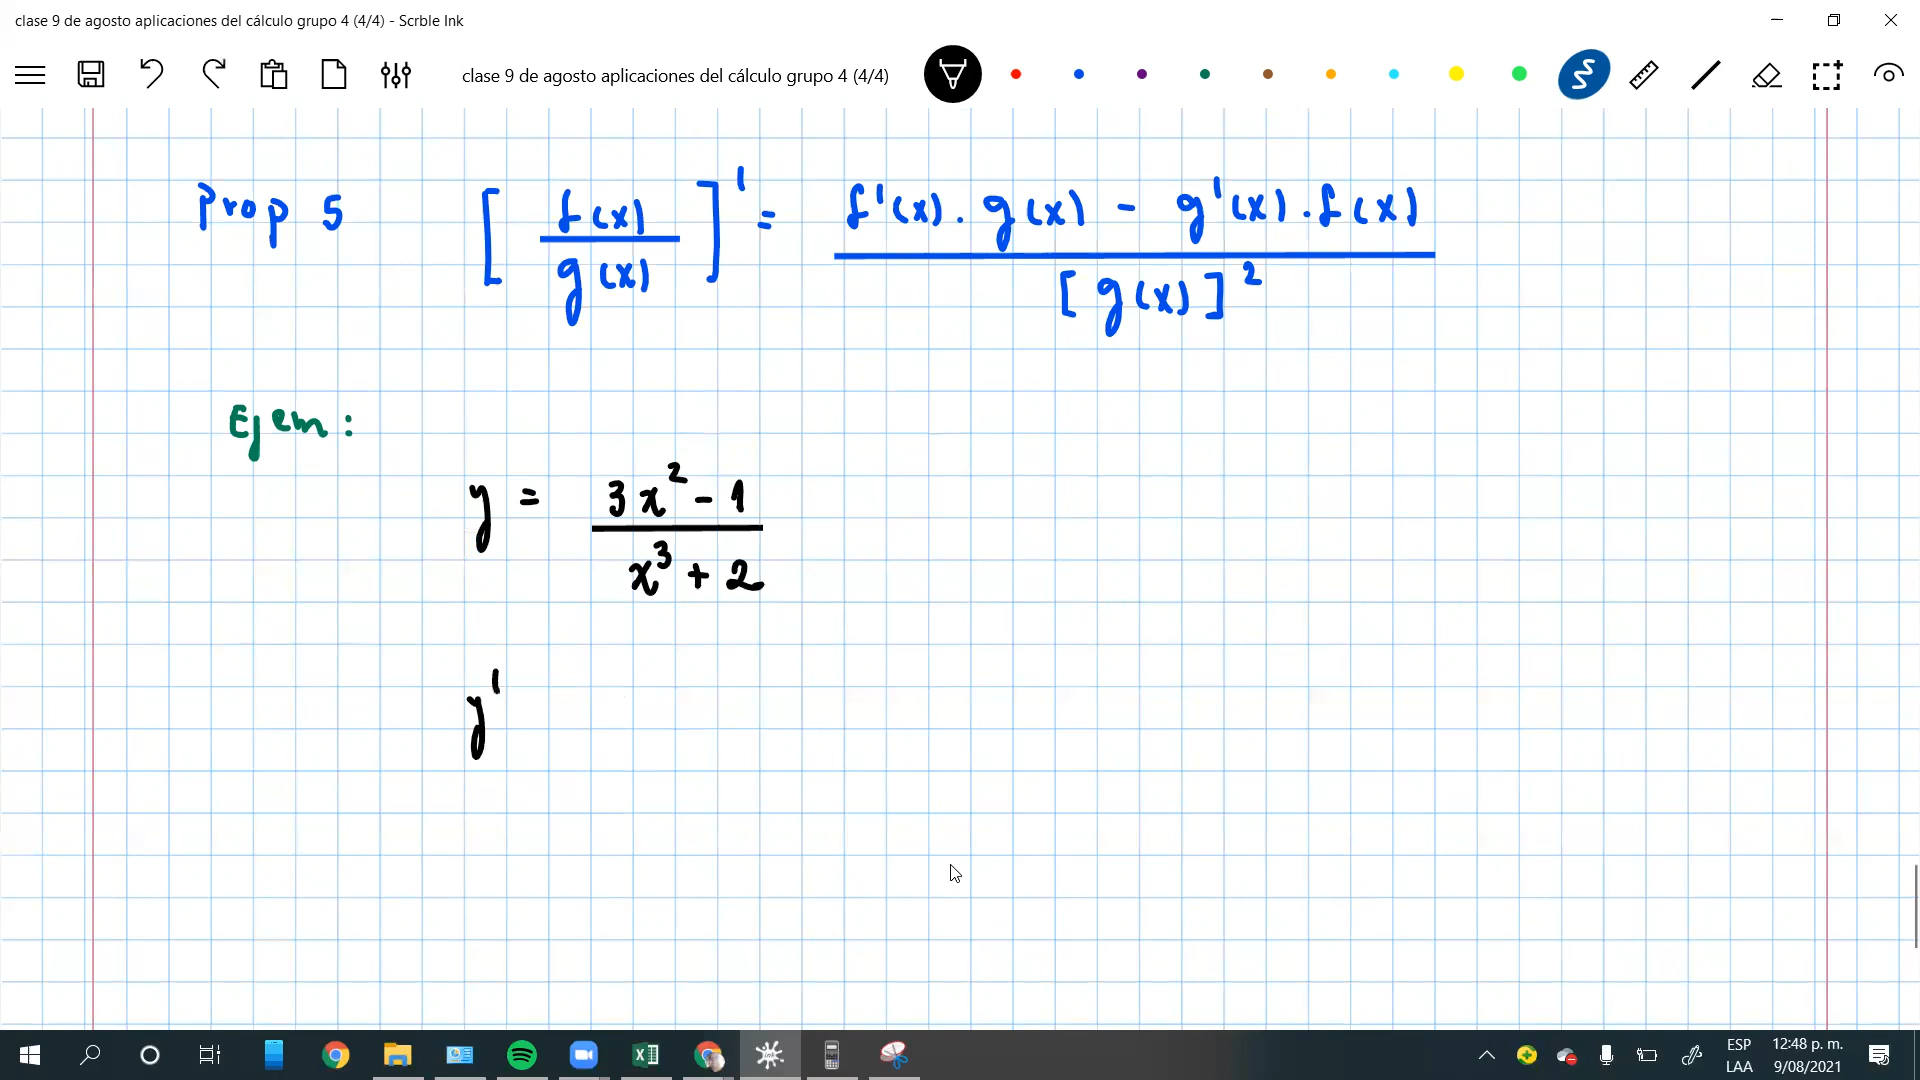 clase 9 de agosto aplicaciones del cálculo grupo 4 (4/4) - Scrble Ink
clase 9 de agosto aplicaciones del cálculo grupo 4 (4/4)
Prop 5 [ f(x) / g(x) ]' = f'(x) . g(x) - g'(x) . f(x) / [ g(x) ]²
Ejem :
y = 3x² - 1 / x³ + 2
y'
ESP 12:48 p. m.
LAA 9/08/2021